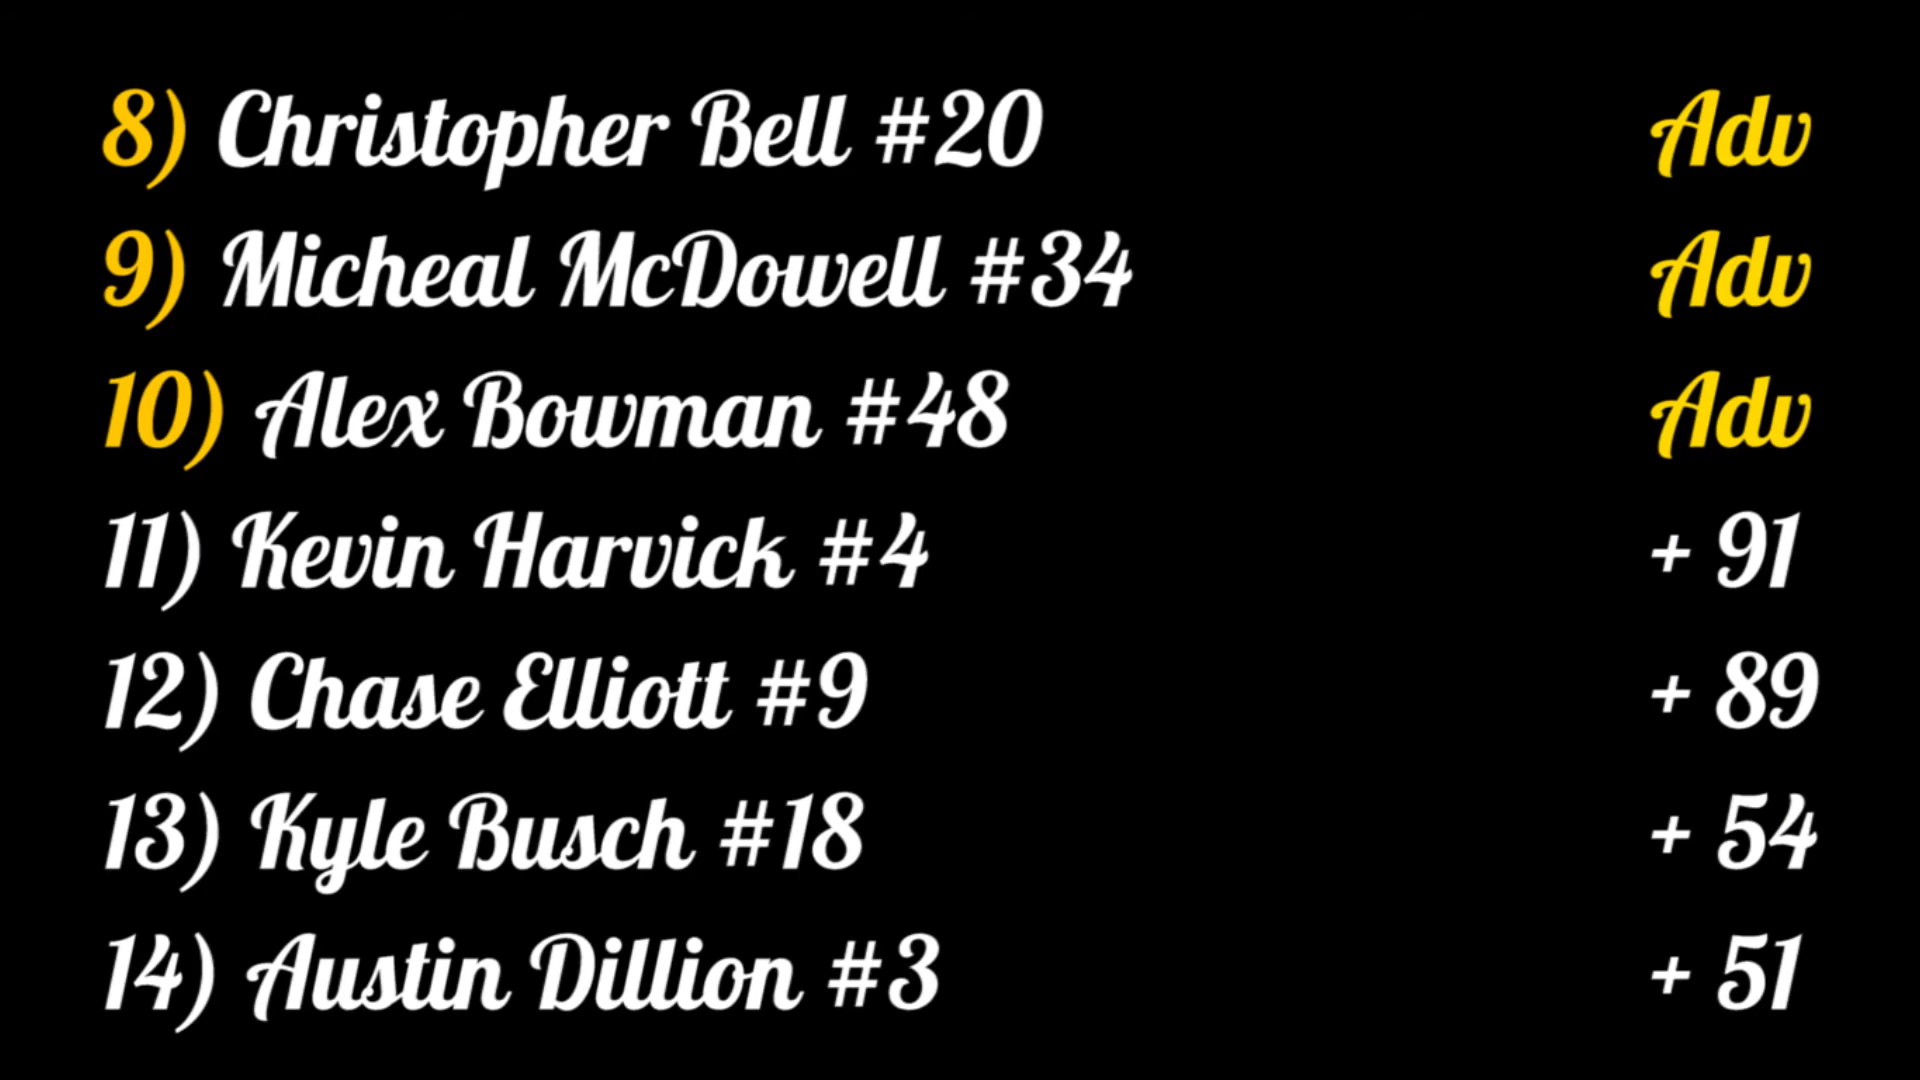 8) Christopher Bell #20 Adv
9) Micheal McDowell #34 Adv
10) Alex Bowman #48 Adv
11) Kevin Harvick #4 + 91
12) Chase Elliott #9 + 89
13) Kyle Busch #18 + 54
14) Austin Dillion #3 + 51